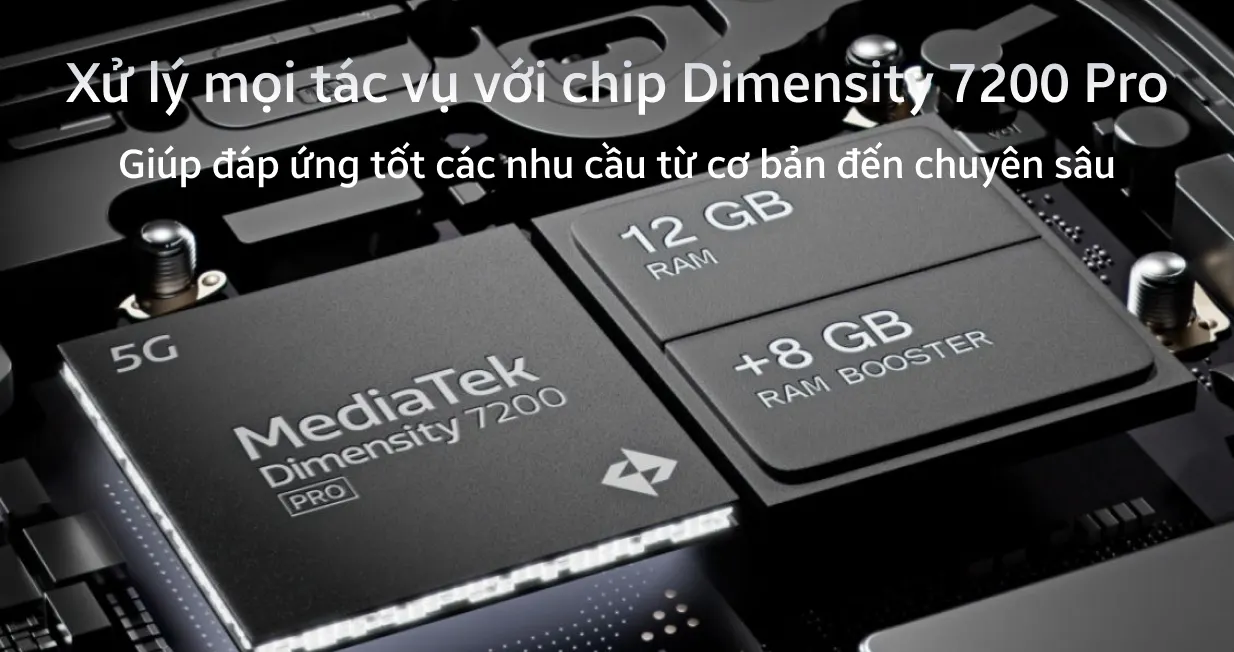 Xử lý mọi tác vụ với chip Dimensity 7200 Pro
Giúp đáp ứng tốt các nhu cầu từ cơ bản đến chuyên sâu
12 GB
RAM
+8 GB
RAM BOOSTER
5G
MediaTek
Dimensity 7200
PRO